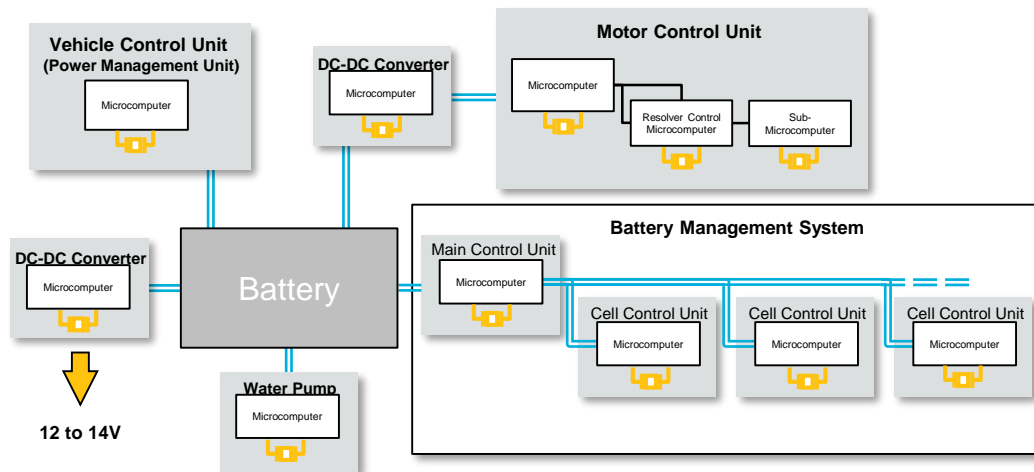 Vehicle Control Unit
(Power Management Unit)
Microcomputer
DC-DC Converter
Microcomputer
Motor Control Unit
Microcomputer
Resolver Control
Microcomputer
Sub-
Microcomputer
DC-DC Converter
Microcomputer
12 to 14V
Battery
Water Pump
Microcomputer
Battery Management System
Main Control Unit
Microcomputer
Cell Control Unit
Microcomputer
Cell Control Unit
Microcomputer
Cell Control Unit
Microcomputer